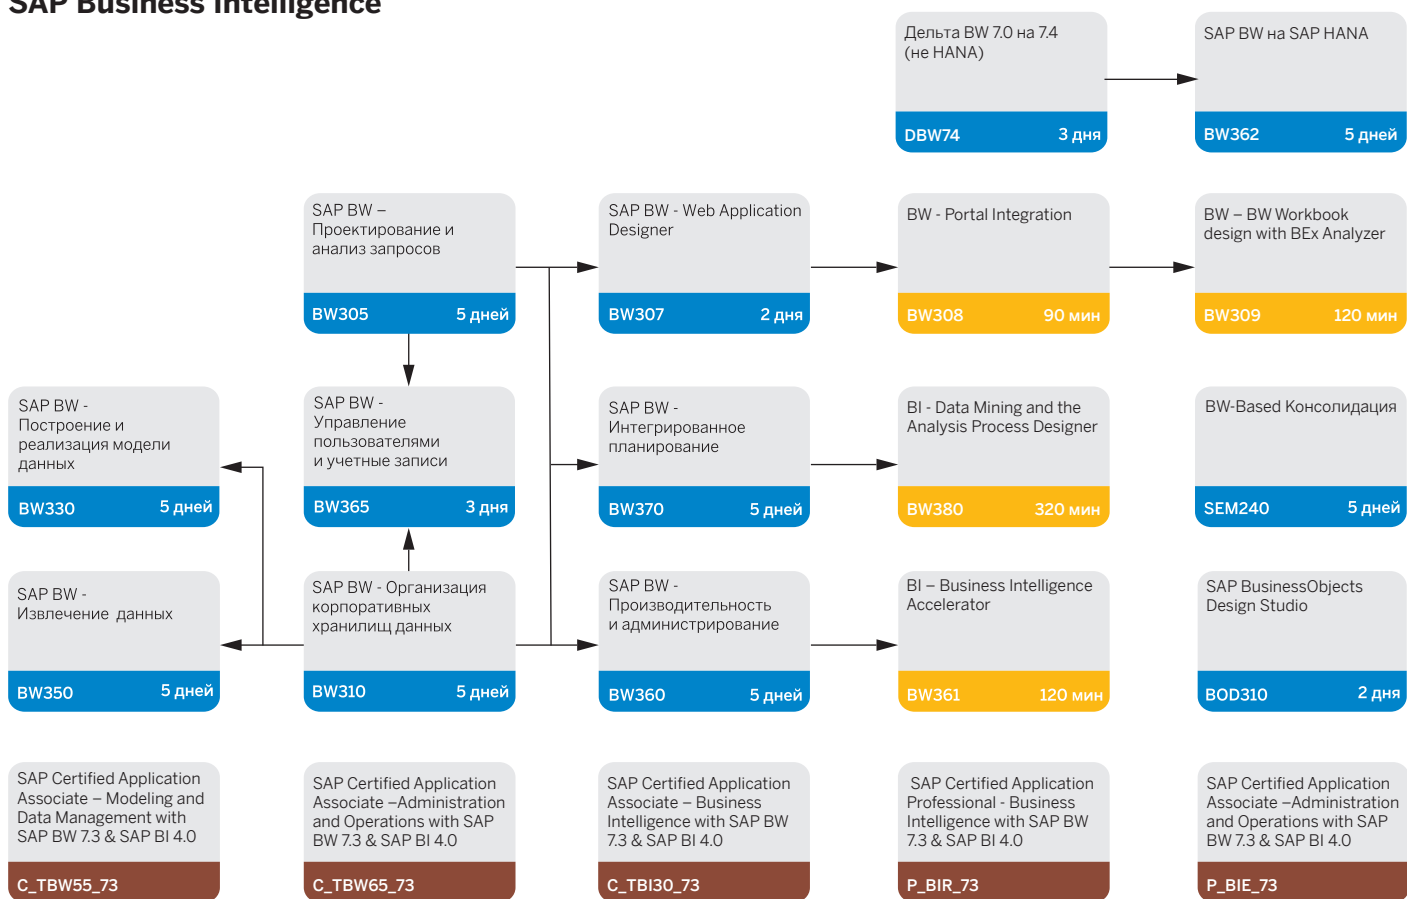 SAP Business Intelligence
Дельта BW 7.0 на 7.4
(не HANA)
DBW74 3 дня
SAP BW на SAP HANA
BW362 5 дней
SAP BW –
Проектирование и
анализ запросов
BW305 5 дней
SAP BW - Web Application
Designer
BW307 2 дня
BW - Portal Integration
BW308 90 мин
BW – BW Workbook
design with BEx Analyzer
BW309 120 мин
SAP BW -
Построение и
реализация модели
данных
BW330 5 дней
SAP BW -
Управление
пользователями
и учетные записи
BW365 3 дня
SAP BW -
Интегрированное
планирование
BW370 5 дней
BI - Data Mining and the
Analysis Process Designer
BW380 320 мин
BW-Based Консолидация
SEM240 5 дней
SAP BW -
Извлечение данных
BW350 5 дней
SAP BW - Организация
корпоративных
хранилищ данных
BW310 5 дней
SAP BW -
Производительность
и администрирование
BW360 5 дней
BI – Business Intelligence
Accelerator
BW361 120 мин
SAP BusinessObjects
Design Studio
BOD310 2 дня
SAP Certified Application
Associate – Modeling and
Data Management with
SAP BW 7.3 & SAP BI 4.0
C_TBW55_73
SAP Certified Application
Associate –Administration
and Operations with SAP
BW 7.3 & SAP BI 4.0
C_TBW65_73
SAP Certified Application
Associate – Business
Intelligence with SAP BW
7.3 & SAP BI 4.0
C_TBI30_73
SAP Certified Application
Professional - Business
Intelligence with SAP BW
7.3 & SAP BI 4.0
P_BIR_73
SAP Certified Application
Associate –Administration
and Operations with SAP
BW 7.3 & SAP BI 4.0
P_BIE_73